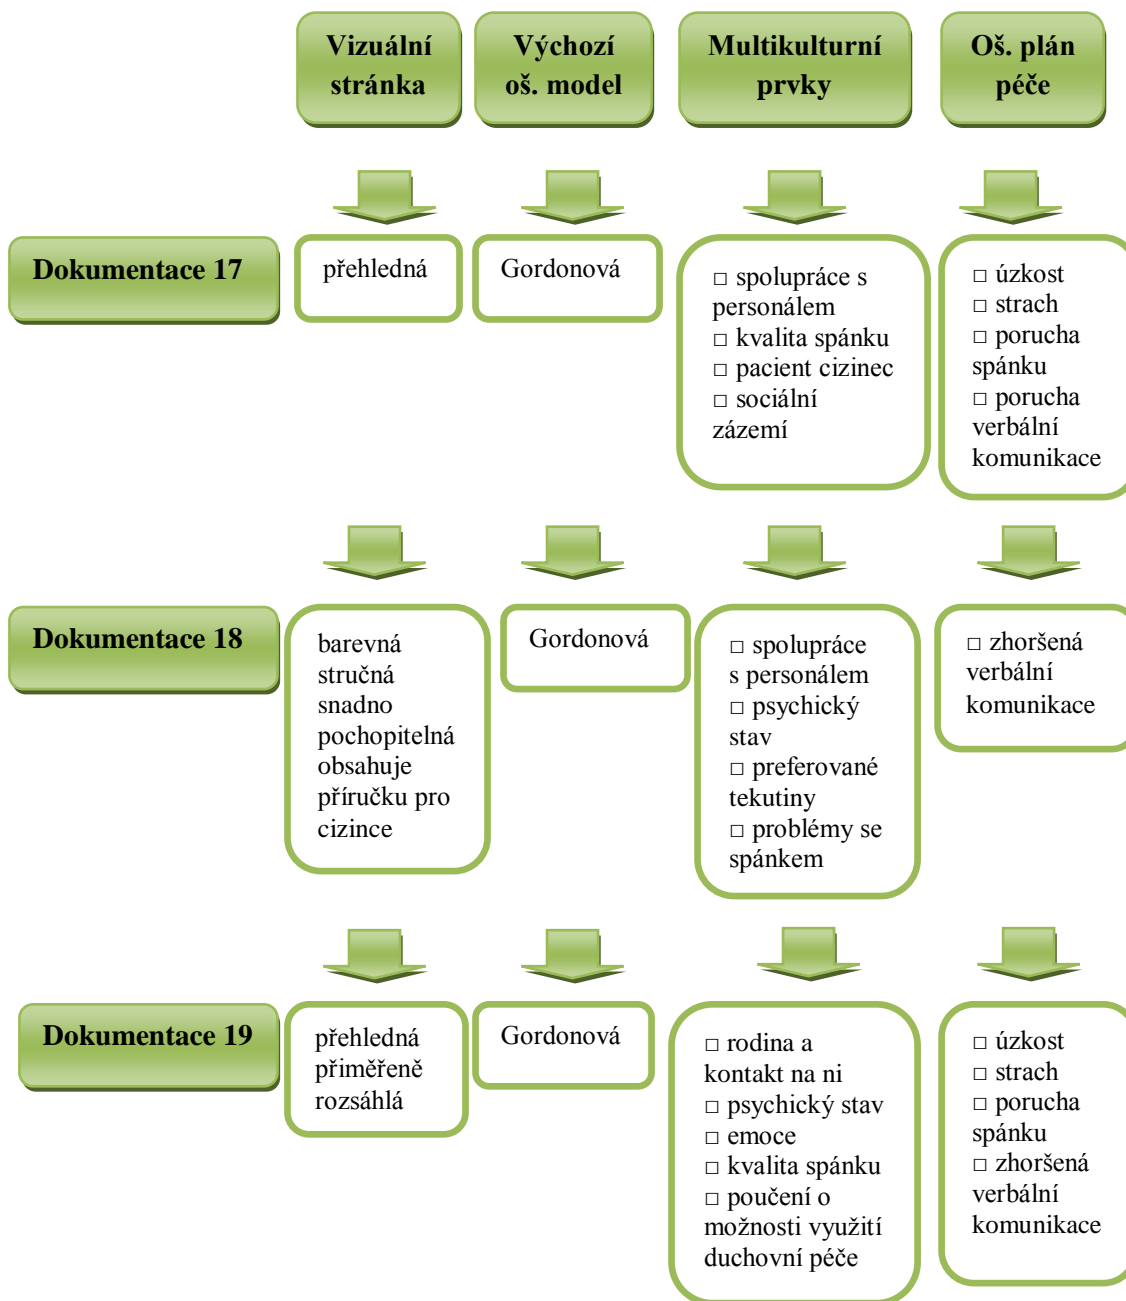 Vizuální
stránka
Výchozí
oš. model
Multikulturní
prvky
Oš. plán
péče
Dokumentace 17
přehledná
Gordonová
□ spolupráce s
personálem
□ kvalita spánku
□ pacient cizinec
□ sociální
zázemí
□ úzkost
□ strach
□ porucha
spánku
□ porucha
verbální
komunikace
Dokumentace 18
barevná
stručná
snadno
pochopitelná
obsahuje
příručku pro
cizince
Gordonová
□ spolupráce
s personálem
□ psychický
stav
□ preferované
tekutiny
□ problémy se
spánkem
□ zhoršená
verbální
komunikace
Dokumentace 19
přehledná
přiměřeně
rozsáhlá
Gordonová
□ rodina a
kontakt na ni
□ psychický stav
□ emoce
□ kvalita spánku
□ poučení o
možnosti využití
duchovní péče
□ úzkost
□ strach
□ porucha
spánku
□ zhoršená
verbální
komunikace